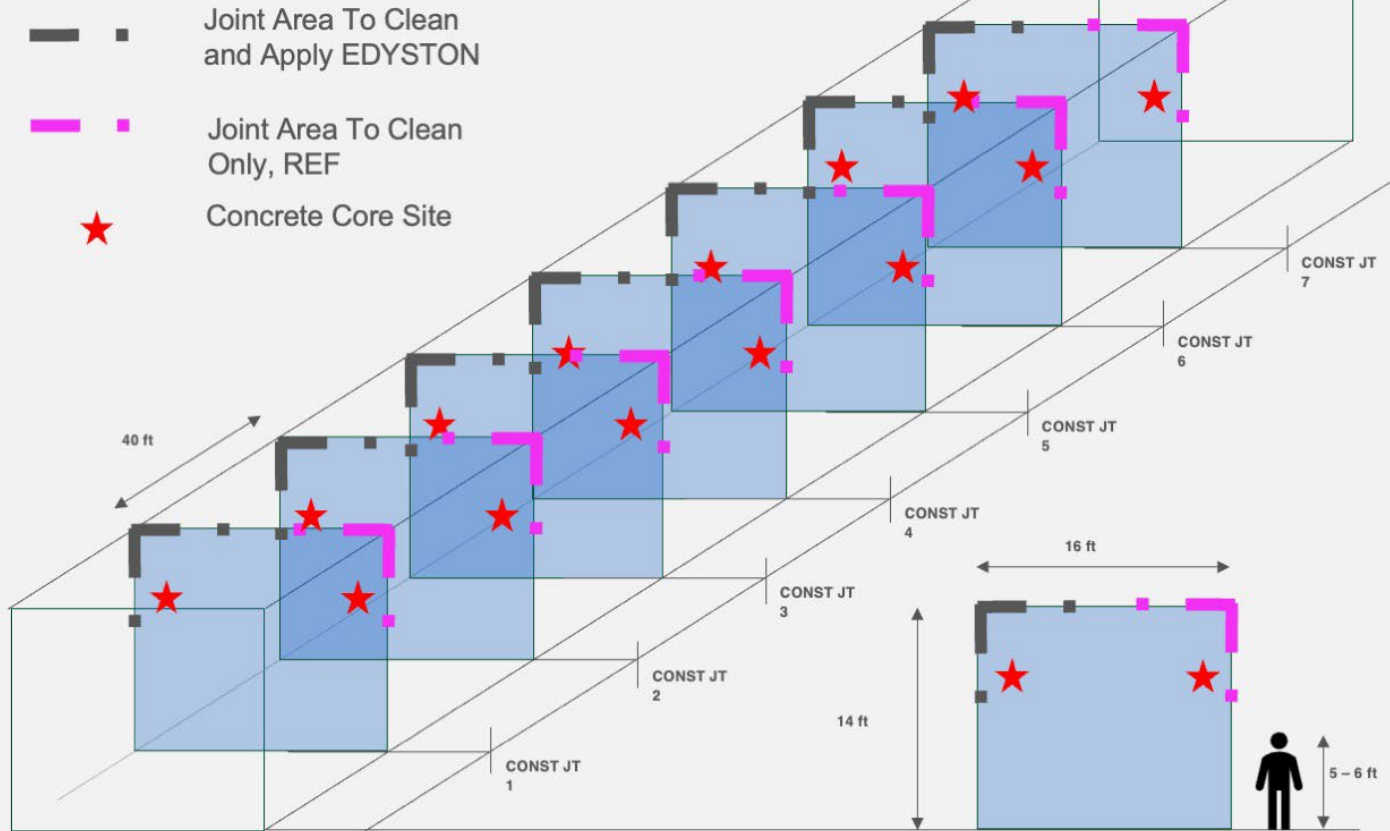 Joint Area To Clean
and Apply EDYSTON
Joint Area To Clean
Only, REF
Concrete Core Site
40 ft
CONST JT
7
CONST JT
6
CONST JT
5
CONST JT
4
CONST JT
3
CONST JT
2
CONST JT
1
16 ft
14 ft
5 – 6 ft